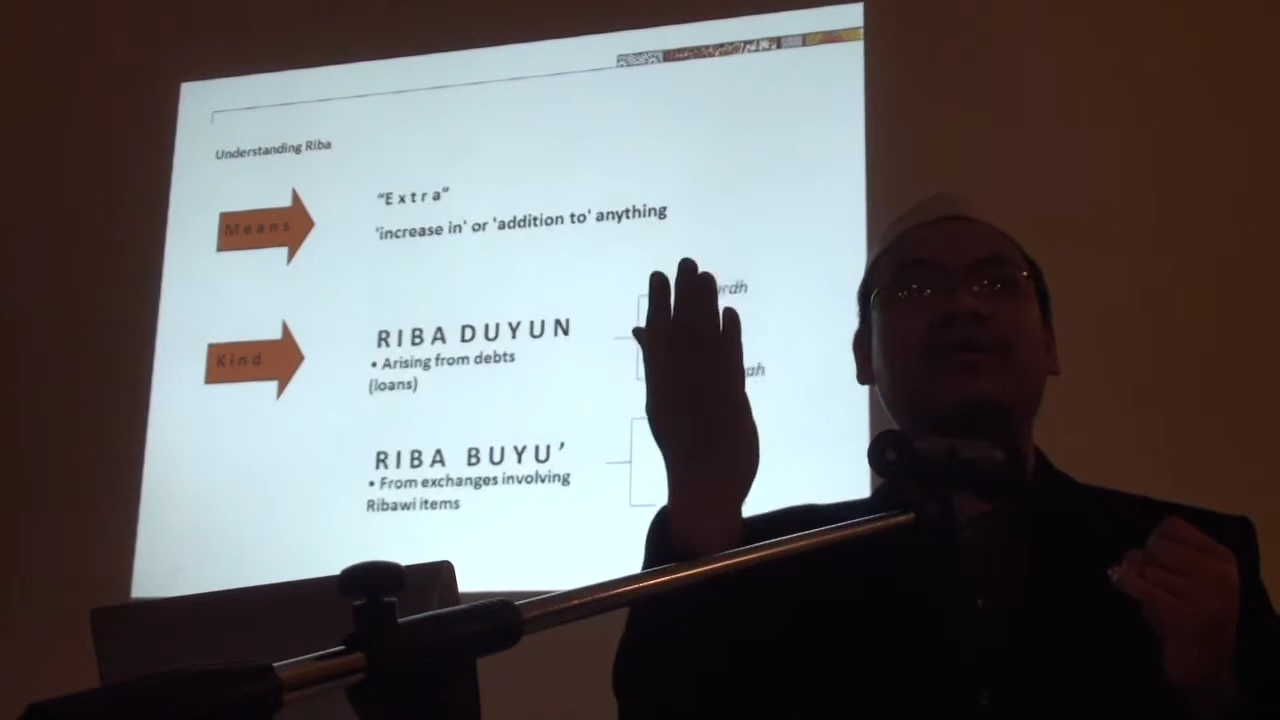 Understanding Riba
Means
"Extra"
'increase in' or 'addition to' anything
Kind
RIBA DUYUN
• Arising from debts
(loans)
RIBA BUYU’
• From exchanges involving
Ribawi items